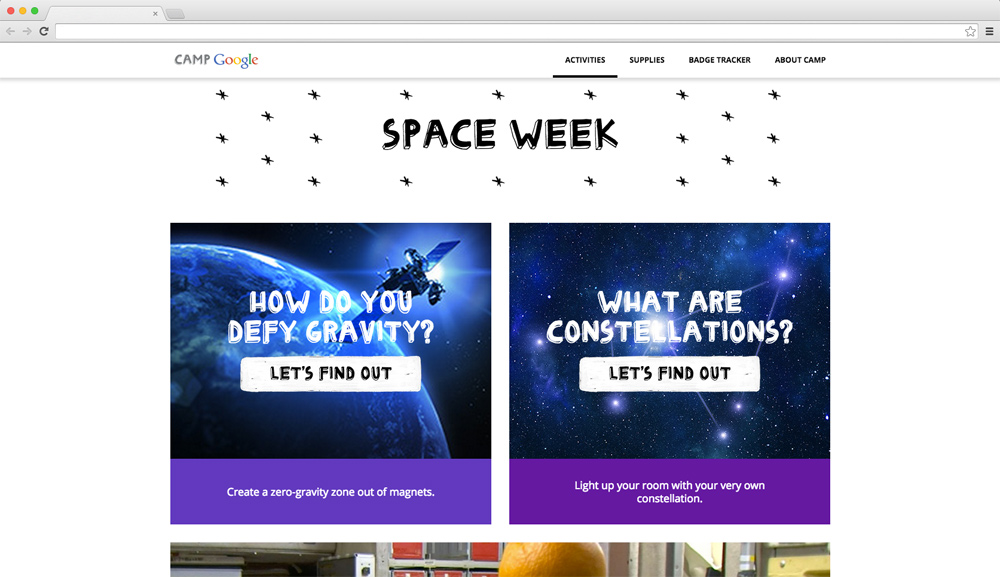 CAMP Google
ACTIVITIES
SUPPLIES
BADGE TRACKER
ABOUT CAMP
SPACE WEEK
HOW DO YOU
DEFY GRAVITY?
LET'S FIND OUT
Create a zero-gravity zone out of magnets.
WHAT ARE
CONSTELLATIONS?
LET'S FIND OUT
Light up your room with your very own
constellation.